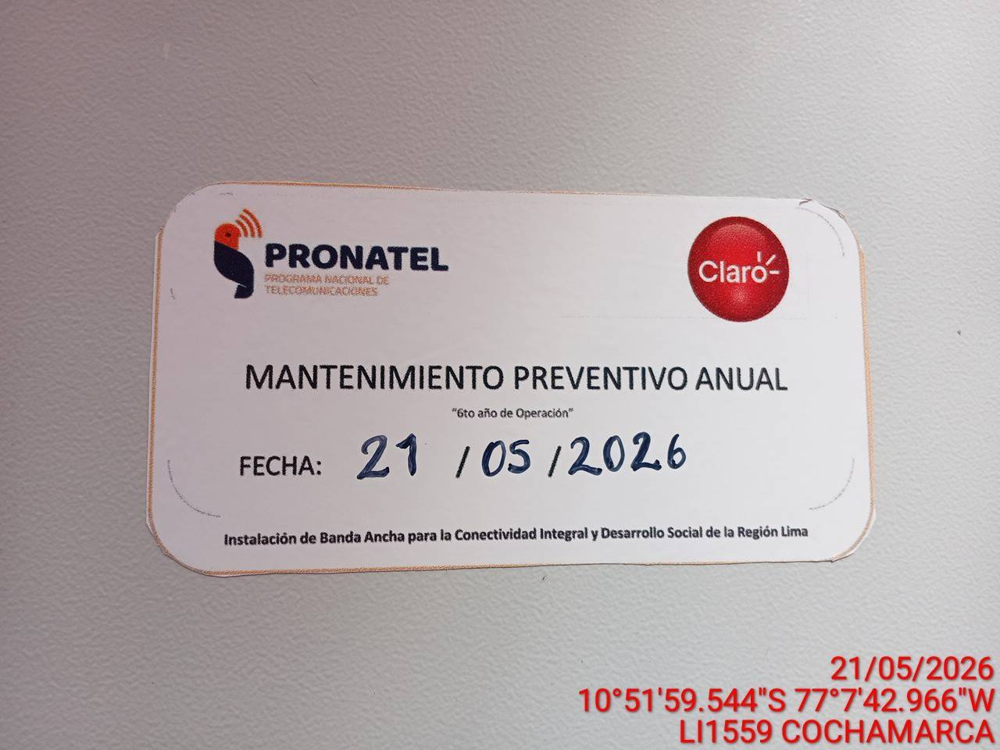 PRONATEL
PROGRAMA NACIONAL DE
TELECOMUNICACIONES
Claro
MANTENIMIENTO PREVENTIVO ANUAL
"6to año de Operación"
FECHA: 21 / 05 / 2026
Instalación de Banda Ancha para la Conectividad Integral y Desarrollo Social de la Región Lima
21/05/2026
10°51'59.544"S 77°7'42.966"W
LI1559 COCHAMARCA